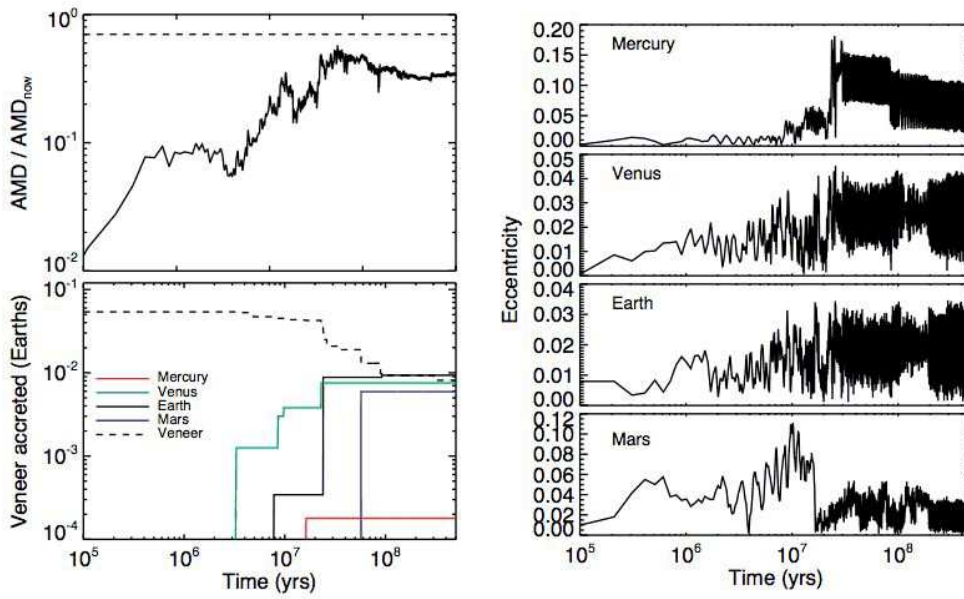 AMD / AMDnow
10⁰
10⁻¹
10⁻²
Veneer accreted (Earths)
10⁻¹
10⁻²
10⁻³
10⁻⁴
Mercury
Venus
Earth
Mars
Veneer
10⁵ 10⁶ 10⁷ 10⁸
Time (yrs)
Eccentricity
0.20
0.15
0.10
0.05
0.00
Mercury
0.05
0.04
0.03
0.02
0.01
0.00
Venus
0.04
0.03
0.02
0.01
0.00
Earth
0.12
0.10
0.08
0.06
0.04
0.02
0.00
Mars
10⁵ 10⁶ 10⁷ 10⁸
Time (yrs)